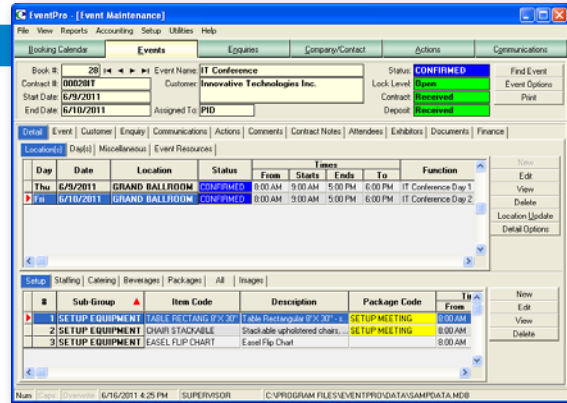 EventPro - [Event Maintenance]
File View Reports Accounting Setup Utilities Help
Booking Calendar Events Enquiries Company/Contact Actions Communications
Book #: 28 Event Name: IT Conference Status: CONFIRMED Find Event
Contract #: 00028IT Customer: Innovative Technologies Inc. Lock Level: Open Event Options
Start Date: 6/9/2011 Contract: Received Print
End Date: 6/10/2011 Assigned To: PID Deposit: Received
Detail Event Customer Enquiry Communications Actions Comments Contract Notes Attendees Exhibitors Documents Finance
Location(s) Day(s) Miscellaneous Event Resources
Day Date Location Status Times Function New
From Starts Ends To Edit
Thu 6/9/2011 GRAND BALLROOM CONFIRMED 8:00 AM 9:00 AM 5:00 PM 6:00 PM IT Conference Day 1 View
Fri 6/10/2011 GRAND BALLROOM CONFIRMED 8:00 AM 9:00 AM 5:00 PM 6:00 PM IT Conference Day 2 Delete
Location Update
Detail Options
Setup Staffing Catering Beverages Packages All Images
# Sub-Group Item Code Description Package Code From New
Edit
1 SETUP EQUIPMENT TABLE RECTANG 8'X 30" Table Rectangular 8'X 30" - s... SETUP MEETING 8:00 AM View
2 SETUP EQUIPMENT CHAIR STACKABLE Stackable upholstered chairs, ... SETUP MEETING 8:00 AM Delete
3 SETUP EQUIPMENT EASEL FLIP CHART Easel Flip Chart 8:00 AM
Num Caps Overwrite 6/16/2011 4:25 PM SUPERVISOR C:\PROGRAM FILES\EVENTPRO\DATA\SAMPDATA.MDB